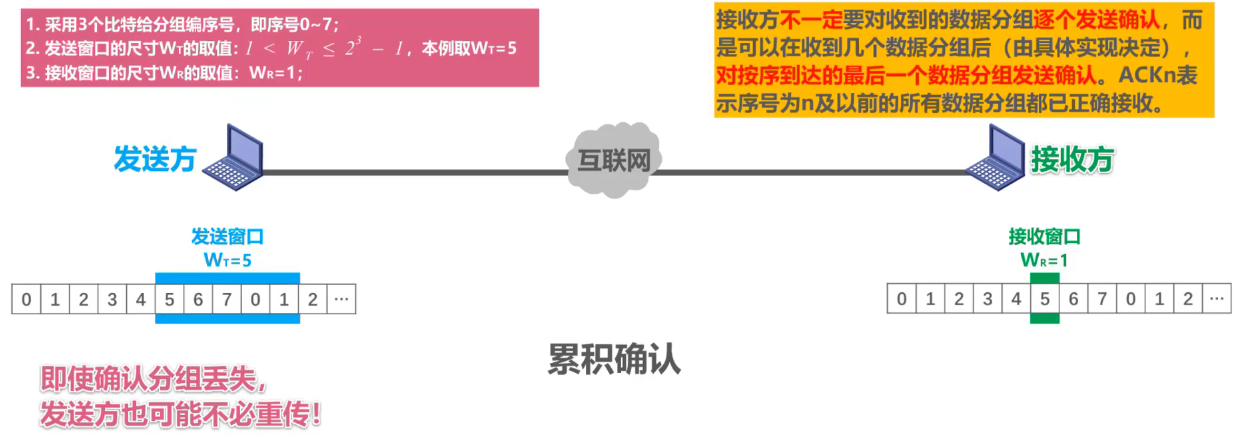 1. 采用3个比特给分组编序号，即序号0~7；
2. 发送窗口的尺寸WT的取值：1 < W_T ≤ 2^3 − 1，本例取WT=5
3. 接收窗口的尺寸WR的取值：WR=1；
接收方不一定要对收到的数据分组逐个发送确认，而
是可以在收到几个数据分组后（由具体实现决定），
对按序到达的最后一个数据分组发送确认。ACKn表
示序号为n及以前的所有数据分组都已正确接收。
发送方
互联网
接收方
发送窗口
WT=5
0 1 2 3 4 5 6 7 0 1 2 ...
接收窗口
WR=1
0 1 2 3 4 5 6 7 0 1 2 ...
累积确认
即使确认分组丢失，
发送方也可能不必重传！